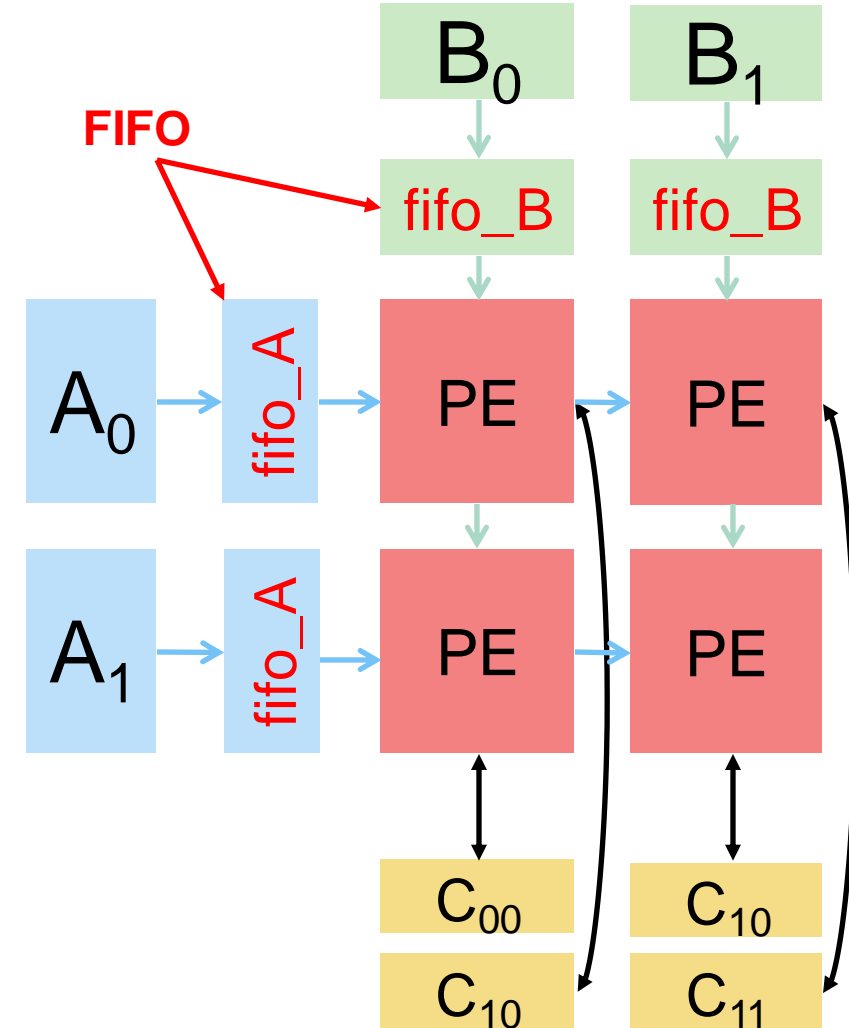 B₀
B₁
FIFO
fifo_B
fifo_B
A₀
fifo_A
PE
PE
A₁
fifo_A
PE
PE
C₀₀
C₁₀
C₁₀
C₁₁